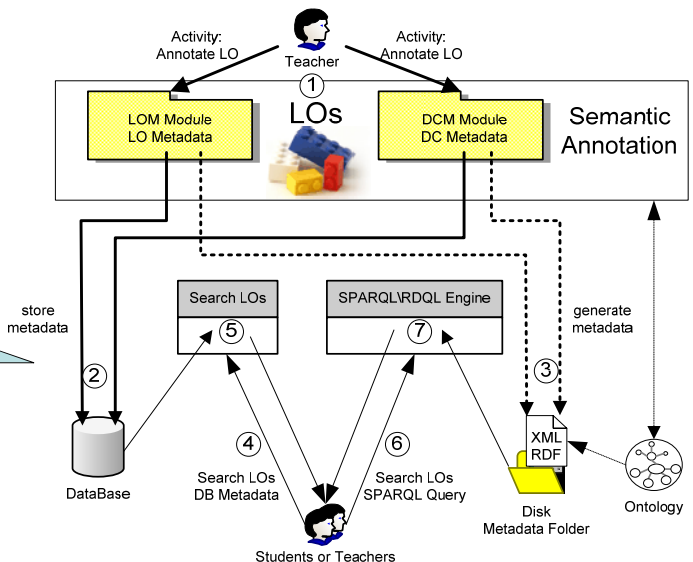 Activity:
Annotate LO
Activity:
Annotate LO
Teacher
1
LOs
LOM Module
LO Metadata
DCM Module
DC Metadata
Semantic
Annotation
store
metadata
Search LOs
5
SPARQL\RDQL Engine
7
generate
metadata
2
3
4
6
XML
RDF
Search LOs
DB Metadata
Search LOs
SPARQL Query
DataBase
Disk
Metadata Folder
Ontology
Students or Teachers